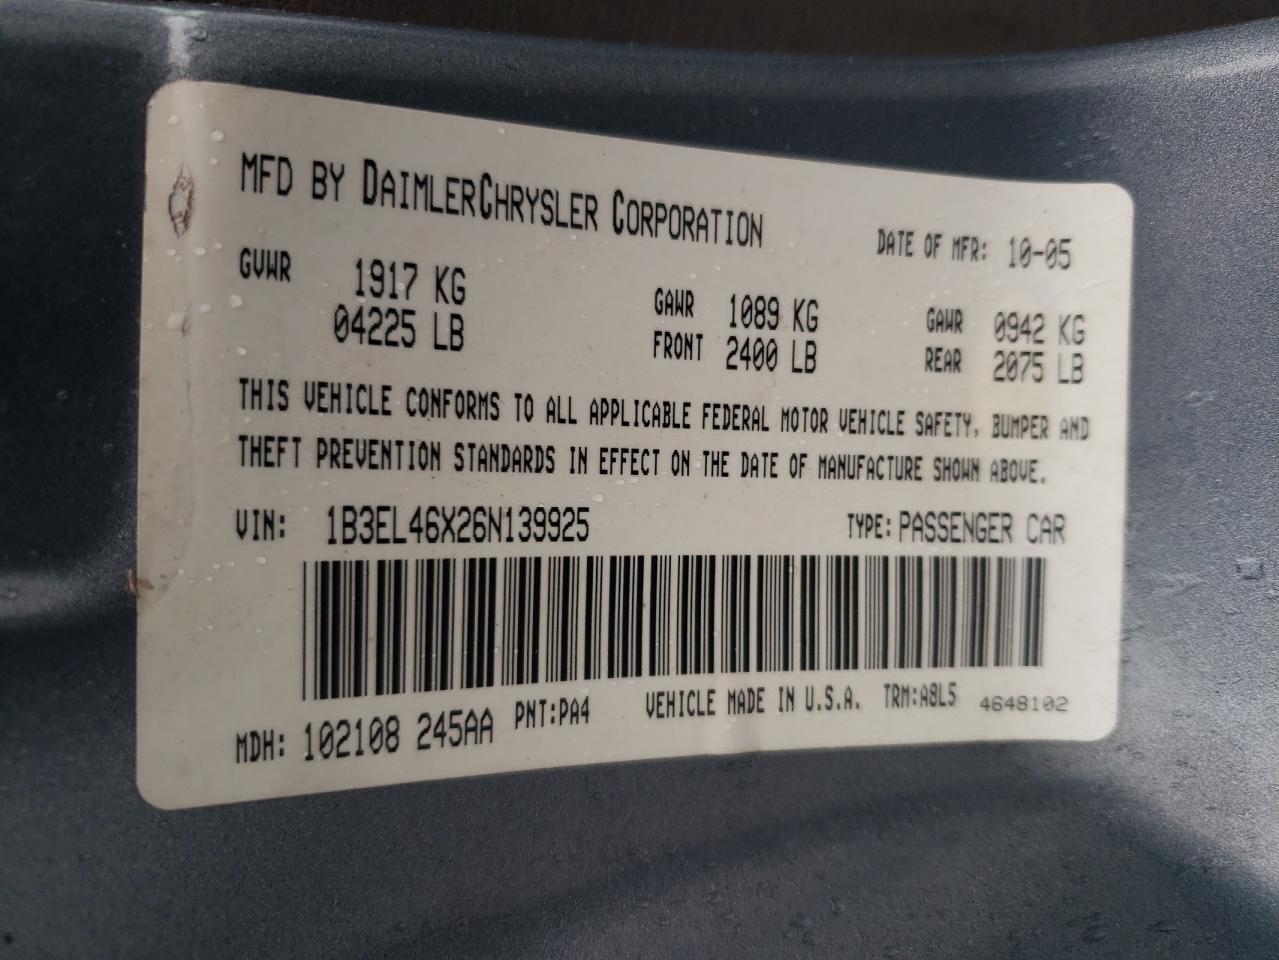 MFD BY DAIMLERCHRYSLER CORPORATION
DATE OF MFR: 10-05
GVWR 1917 KG
04225 LB
GAWR 1089 KG
FRONT 2400 LB
GAWR 0942 KG
REAR 2075 LB
THIS VEHICLE CONFORMS TO ALL APPLICABLE FEDERAL MOTOR VEHICLE SAFETY, BUMPER AND
THEFT PREVENTION STANDARDS IN EFFECT ON THE DATE OF MANUFACTURE SHOWN ABOVE.
VIN: 1B3EL46X26N139925 TYPE: PASSENGER CAR
MDH: 102108 245AA PNT:PA4 VEHICLE MADE IN U.S.A. TRM:A8L5 4648102